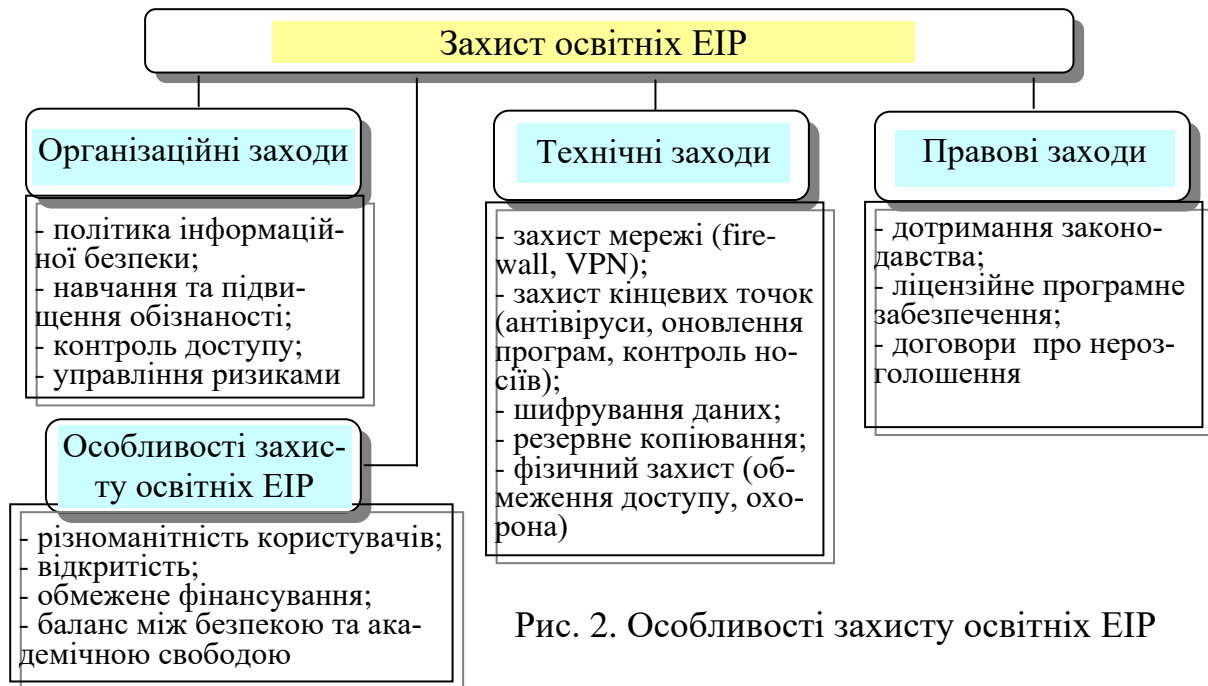 Захист освітніх ЕІР
Організаційні заходи
- політика інформацій-
ної безпеки;
- навчання та підви-
щення обізнаності;
- контроль доступу;
- управління ризиками
Особливості захис-
ту освітніх ЕІР
- різноманітність користувачів;
- відкритість;
- обмежене фінансування;
- баланс між безпекою та ака-
демічною свободою
Технічні заходи
- захист мережі (fire-
wall, VPN);
- захист кінцевих точок
(антівіруси, оновлення
програм, контроль но-
сіїв);
- шифрування даних;
- резервне копіювання;
- фізичний захист (об-
меження доступу, охо-
рона)
Правові заходи
- дотримання законо-
давства;
- ліцензійне програмне
забезпечення;
- договори про нероз-
голошення
Рис. 2. Особливості захисту освітніх ЕІР